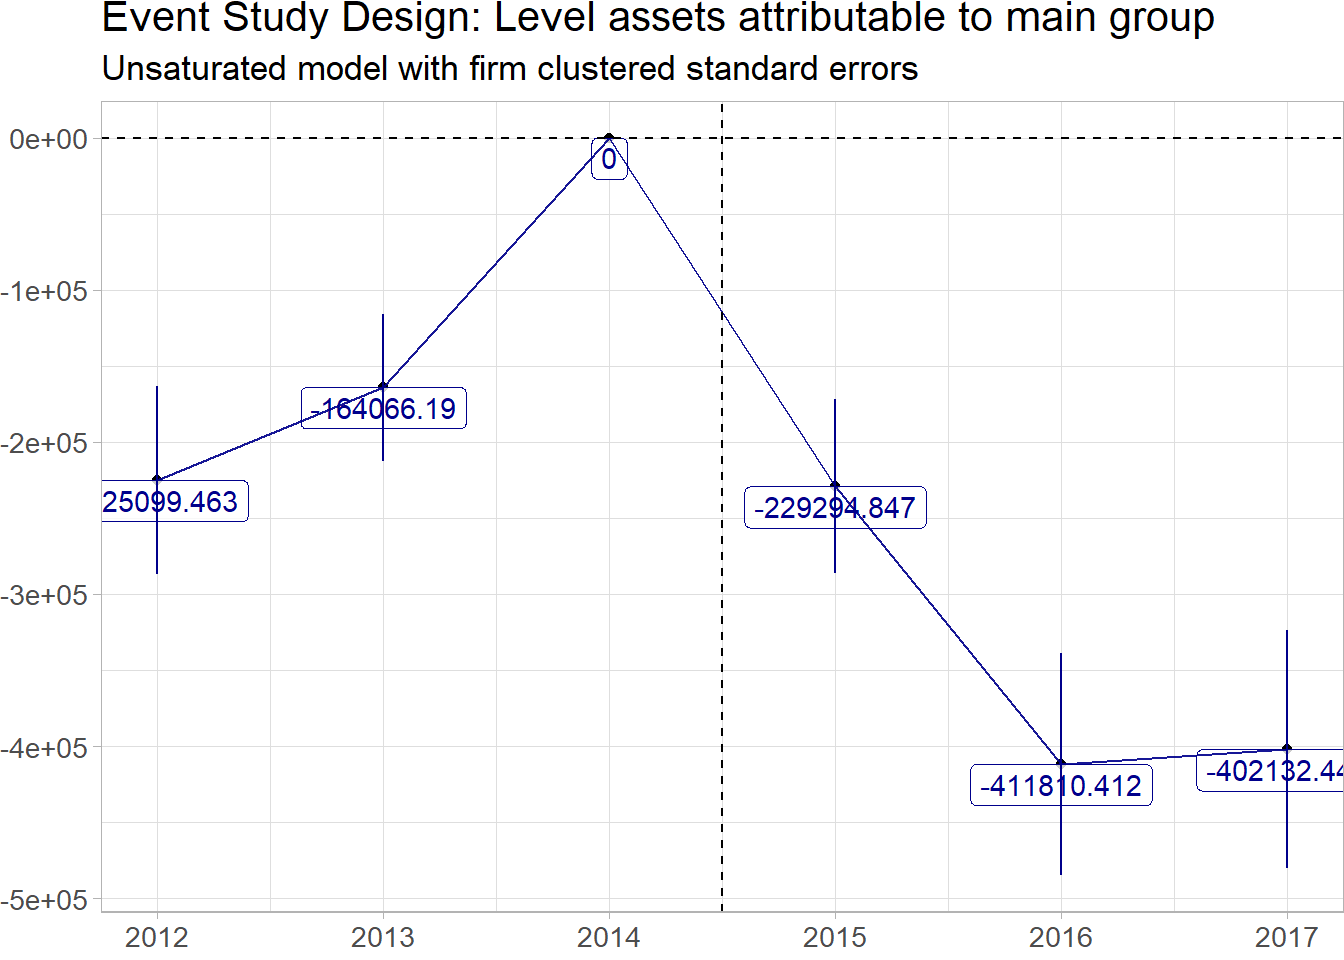 Event Study Design: Level assets attributable to main group
Unsaturated model with firm clustered standard errors
0e+00
-1e+05
-2e+05
-3e+05
-4e+05
-5e+05
25099.463
-164066.19
0
-229294.847
-411810.412
-402132.44
2012 2013 2014 2015 2016 2017